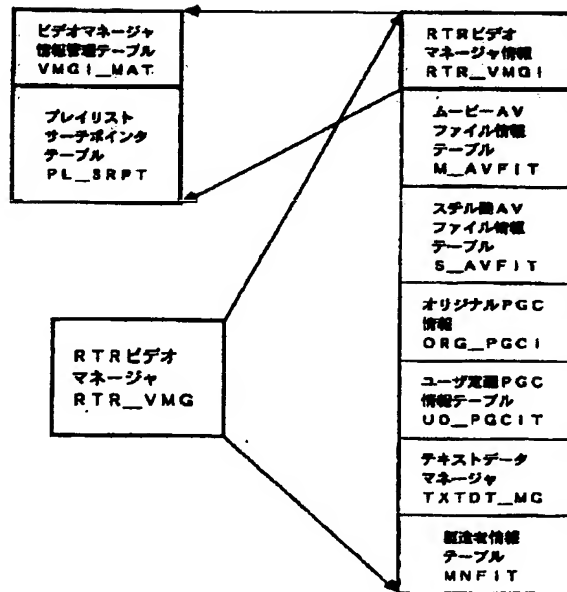 ビデオマネージャ
情報管理テーブル
VMGI_MAT
プレイリスト
サーチポインタ
テーブル
PL_SRPT
RTRビデオ
マネージャ
RTR_VMG
RTRビデオ
マネージャ情報
RTR_VMGI
ムービーAV
ファイル情報
テーブル
M_AVFIT
スチル画AV
ファイル情報
テーブル
S_AVFIT
オリジナルPGC
情報
ORG_PGCI
ユーザ定義PGC
情報テーブル
UD_PGCIT
テキストデータ
マネージャ
TXTDT_MG
製造者情報
テーブル
MNFIT